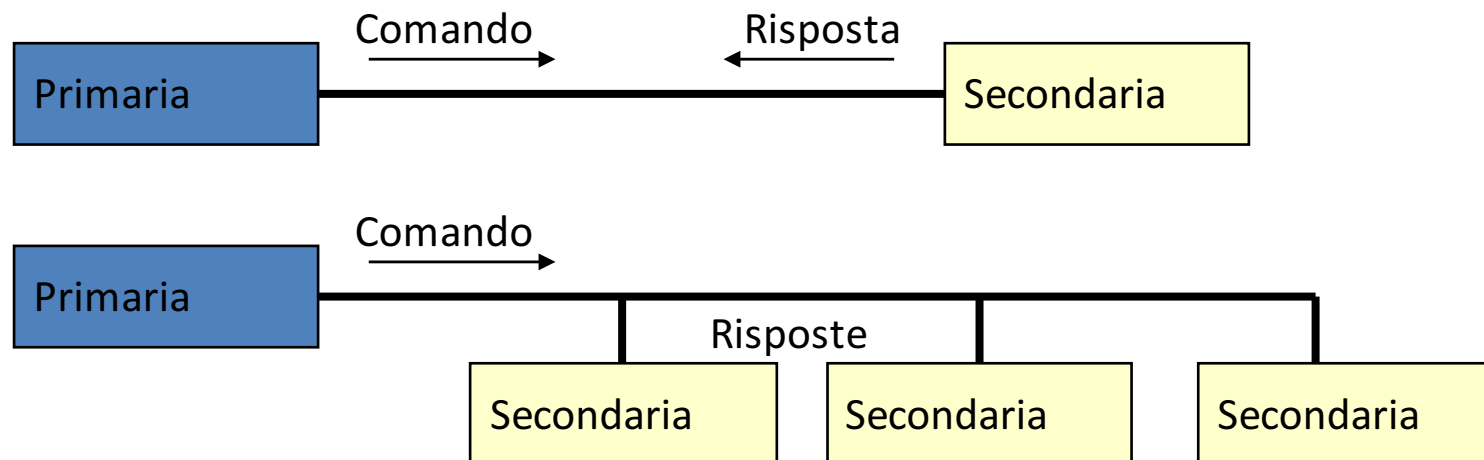 Comando
Risposta
Primaria
Secondaria
Comando
Primaria
Risposte
Secondaria
Secondaria
Secondaria